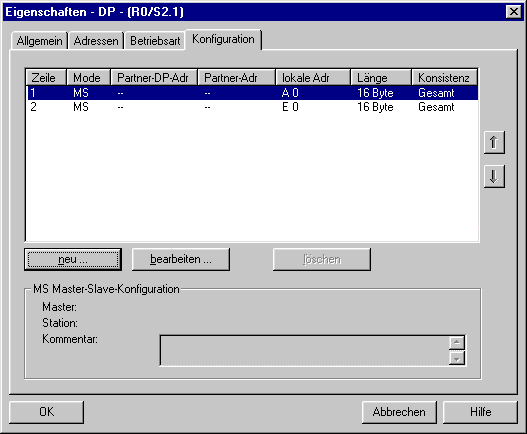 Eigenschaften - DP - (R0/S2.1)
Allgemein Adressen Betriebsart Konfiguration
Zeile Mode Partner-DP-Adr Partner-Adr lokale Adr Länge Konsistenz
1 MS -- -- A 0 16 Byte Gesamt
2 MS -- -- E 0 16 Byte Gesamt
neu ... bearbeiten ... löschen
MS Master-Slave-Konfiguration
Master:
Station:
Kommentar:
OK Abbrechen Hilfe